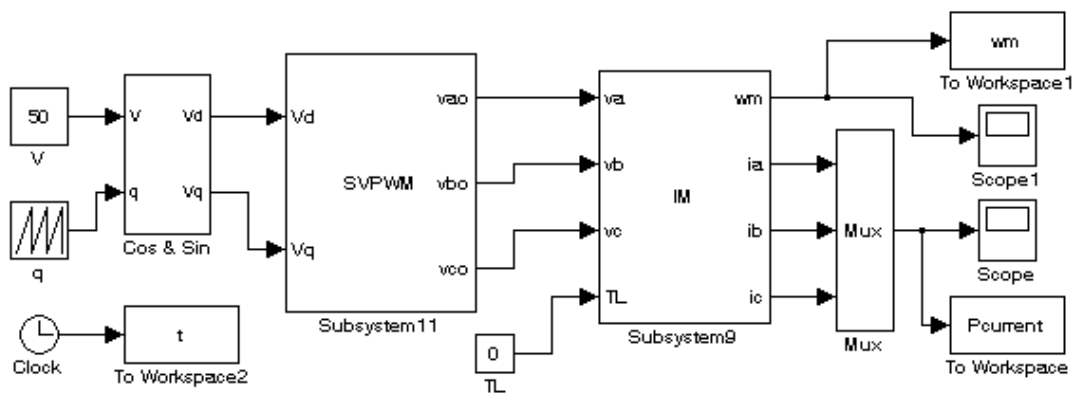 50
V
q
V
Vd
q
Vq
Cos & Sin
Clock
t
To Workspace2
Vd
Vq
SVPWM
vao
vbo
vco
Subsystem11
0
TL
va
vb
vc
TL
IM
wm
ia
ib
ic
Subsystem9
Mux
Mux
wm
To Workspace1
Scope1
Scope
Pcurrent
To Workspace